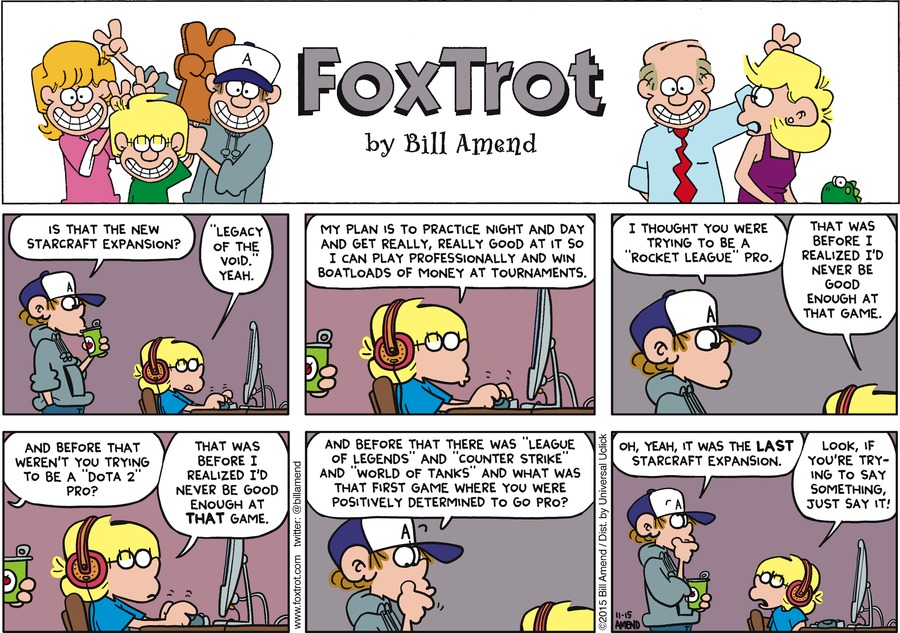 A
FOXTROT
by Bill Amend
IS THAT THE NEW
STARCRAFT EXPANSION?
"LEGACY
OF THE
VOID."
YEAH.
A
MY PLAN IS TO PRACTICE NIGHT AND DAY
AND GET REALLY, REALLY GOOD AT IT SO
I CAN PLAY PROFESSIONALLY AND WIN
BOATLOADS OF MONEY AT TOURNAMENTS.
I THOUGHT YOU WERE
TRYING TO BE A
"ROCKET LEAGUE" PRO.
THAT WAS
BEFORE I
REALIZED I'D
NEVER BE
GOOD
ENOUGH AT
THAT GAME.
A
AND BEFORE THAT
WEREN'T YOU TRYING
TO BE A "DOTA 2"
PRO?
THAT WAS
BEFORE I
REALIZED I'D
NEVER BE GOOD
ENOUGH AT
THAT GAME.
www.foxtrot.com twitter: @billamend
AND BEFORE THAT THERE WAS "LEAGUE
OF LEGENDS" AND "COUNTER STRIKE"
AND "WORLD OF TANKS" AND WHAT WAS
THAT FIRST GAME WHERE YOU WERE
POSITIVELY DETERMINED TO GO PRO?
A
©2015 Bill Amend / Dist. by Universal Uclick
OH, YEAH, IT WAS THE LAST
STARCRAFT EXPANSION.
LOOK, IF
YOU'RE TRY-
ING TO SAY
SOMETHING,
JUST SAY IT!
A
11-15
AMEND